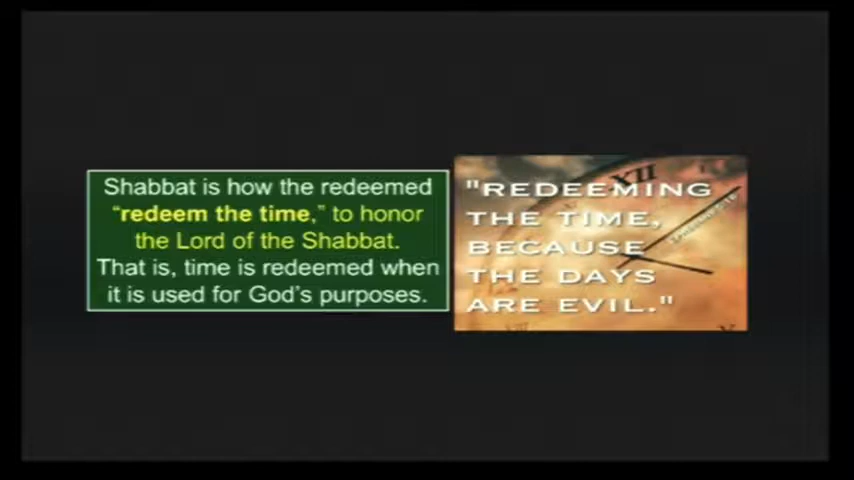 Shabbat is how the redeemed
“redeem the time,” to honor
the Lord of the Shabbat.
That is, time is redeemed when
it is used for God’s purposes.
"REDEEMING
THE TIME,
BECAUSE
THE DAYS
ARE EVIL."
XII